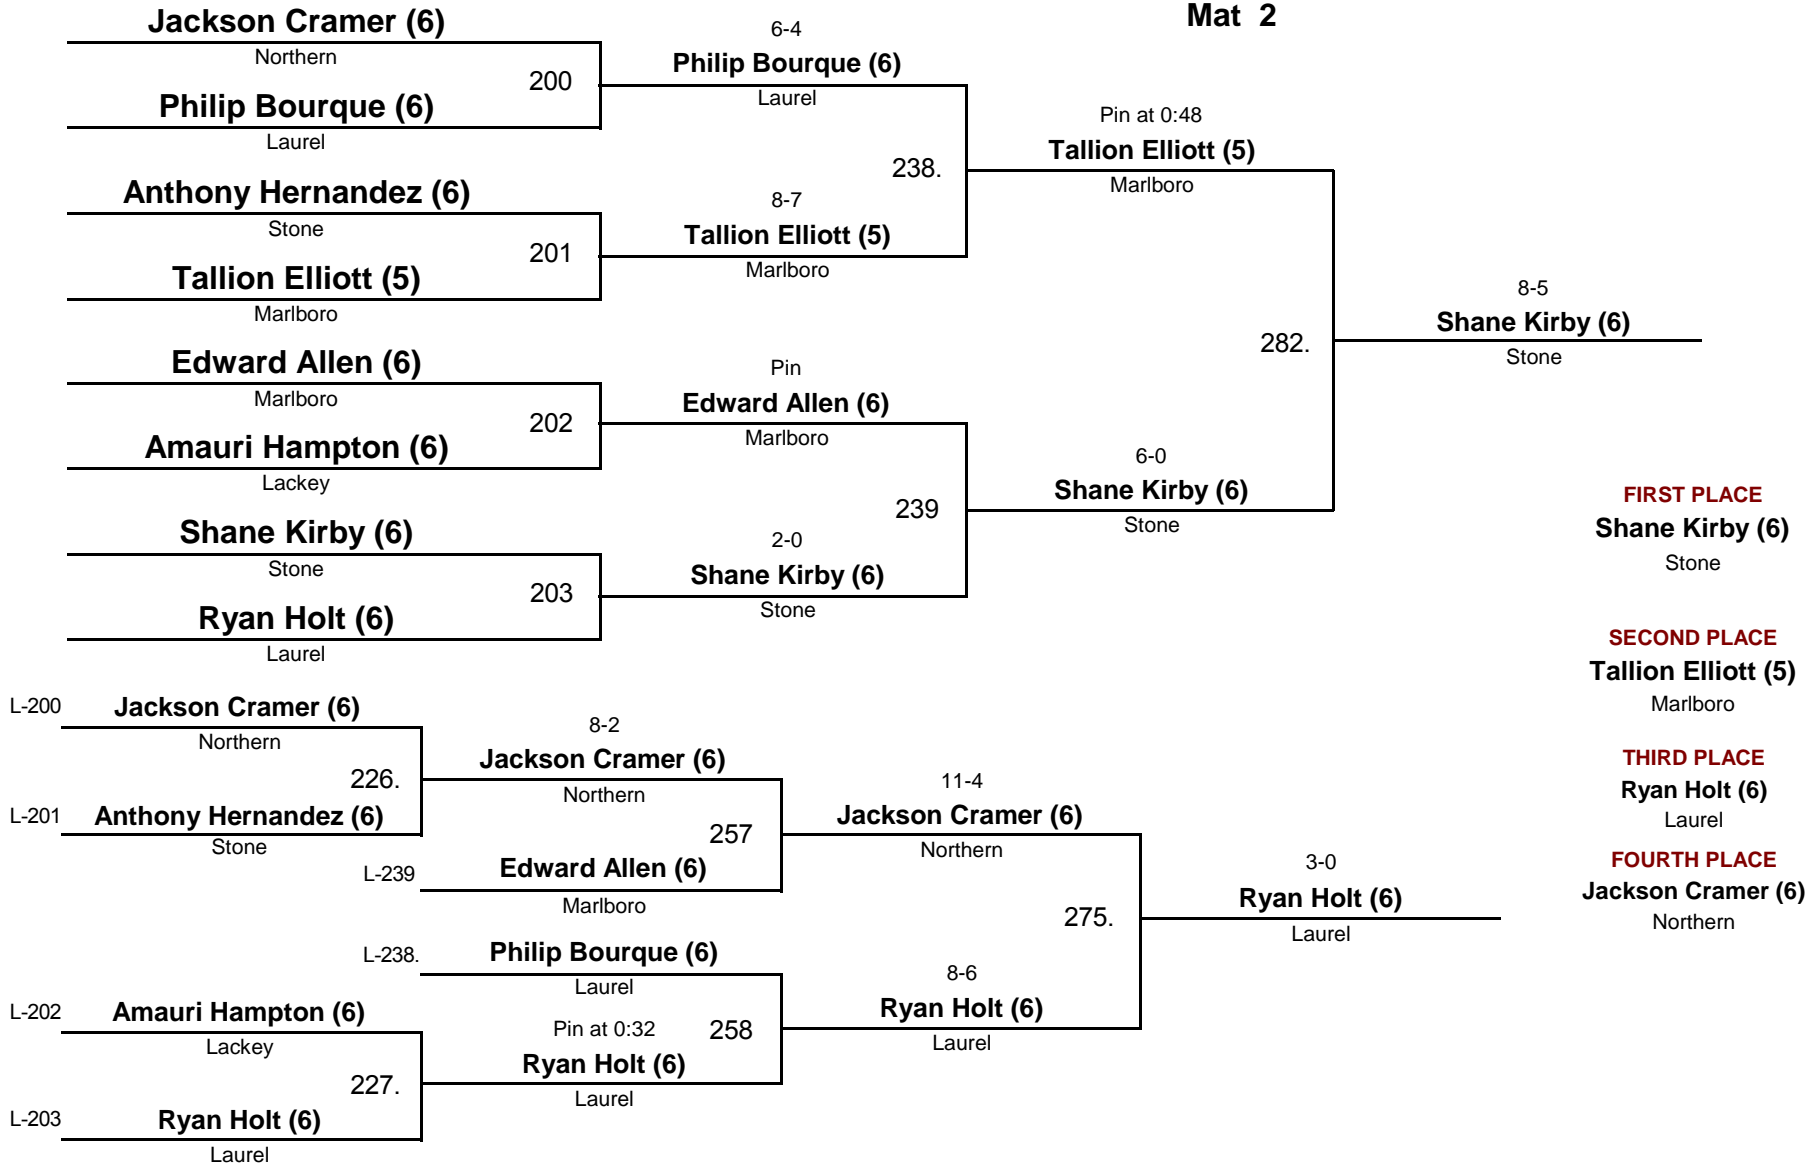 Mat 2
Jackson Cramer (6)
Northern
200
Philip Bourque (6)
Laurel
Anthony Hernandez (6)
Stone
201
Tallion Elliott (5)
Marlboro
Edward Allen (6)
Marlboro
202
Amauri Hampton (6)
Lackey
Shane Kirby (6)
Stone
203
Ryan Holt (6)
Laurel
6-4
Philip Bourque (6)
Laurel
238.
8-7
Tallion Elliott (5)
Marlboro
Pin
Edward Allen (6)
Marlboro
239
2-0
Shane Kirby (6)
Stone
Pin at 0:48
Tallion Elliott (5)
Marlboro
282.
6-0
Shane Kirby (6)
Stone
8-5
Shane Kirby (6)
Stone
L-200
Jackson Cramer (6)
Northern
226.
L-201
Anthony Hernandez (6)
Stone
8-2
Jackson Cramer (6)
Northern
257
L-239
Edward Allen (6)
Marlboro
L-238.
Philip Bourque (6)
Laurel
L-202
Amauri Hampton (6)
Lackey
227.
L-203
Ryan Holt (6)
Laurel
Pin at 0:32
258
Ryan Holt (6)
Laurel
11-4
Jackson Cramer (6)
Northern
275.
8-6
Ryan Holt (6)
Laurel
3-0
Ryan Holt (6)
Laurel
FIRST PLACE
Shane Kirby (6)
Stone
SECOND PLACE
Tallion Elliott (5)
Marlboro
THIRD PLACE
Ryan Holt (6)
Laurel
FOURTH PLACE
Jackson Cramer (6)
Northern